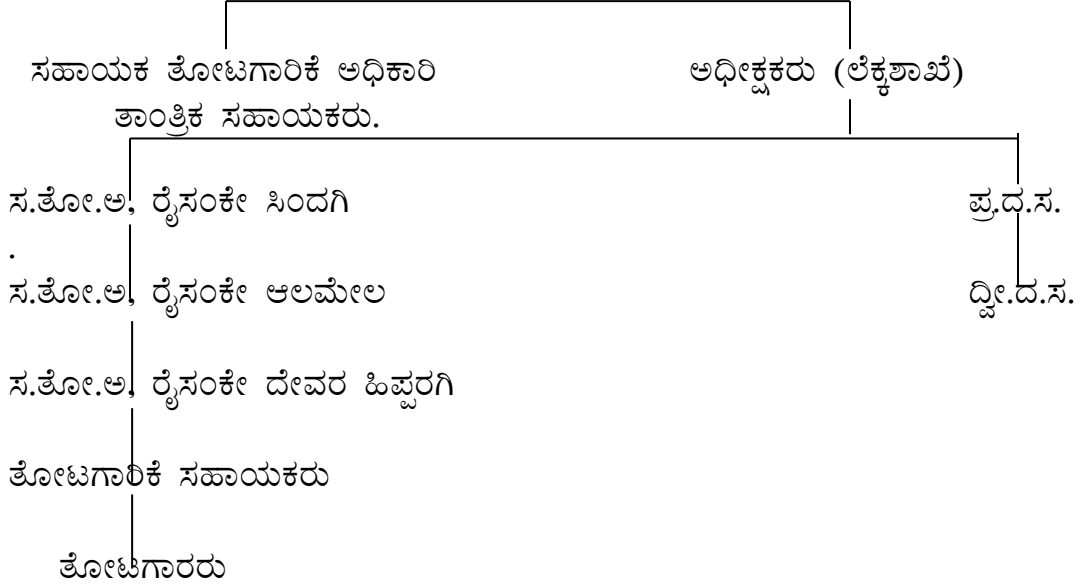 ಸಹಾಯಕ ತೋಟಗಾರಿಕೆ ಅಧಿಕಾರಿ ಅಧೀಕ್ಷಕರು (ಲೆಕ್ಕಶಾಖೆ)
ತಾಂತ್ರಿಕ ಸಹಾಯಕರು.
ಸ.ತೋ.ಅ, ರೈಸಂಕೇ ಸಿಂದಗಿ ಪ್ರ.ದ.ಸ.
.
ಸ.ತೋ.ಅ, ರೈಸಂಕೇ ಆಲಮೇಲ ದ್ವೀ.ದ.ಸ.
ಸ.ತೋ.ಅ, ರೈಸಂಕೇ ದೇವರ ಹಿಪ್ಪರಗಿ
ತೋಟಗಾರಿಕೆ ಸಹಾಯಕರು
ತೋಟಗಾರರು